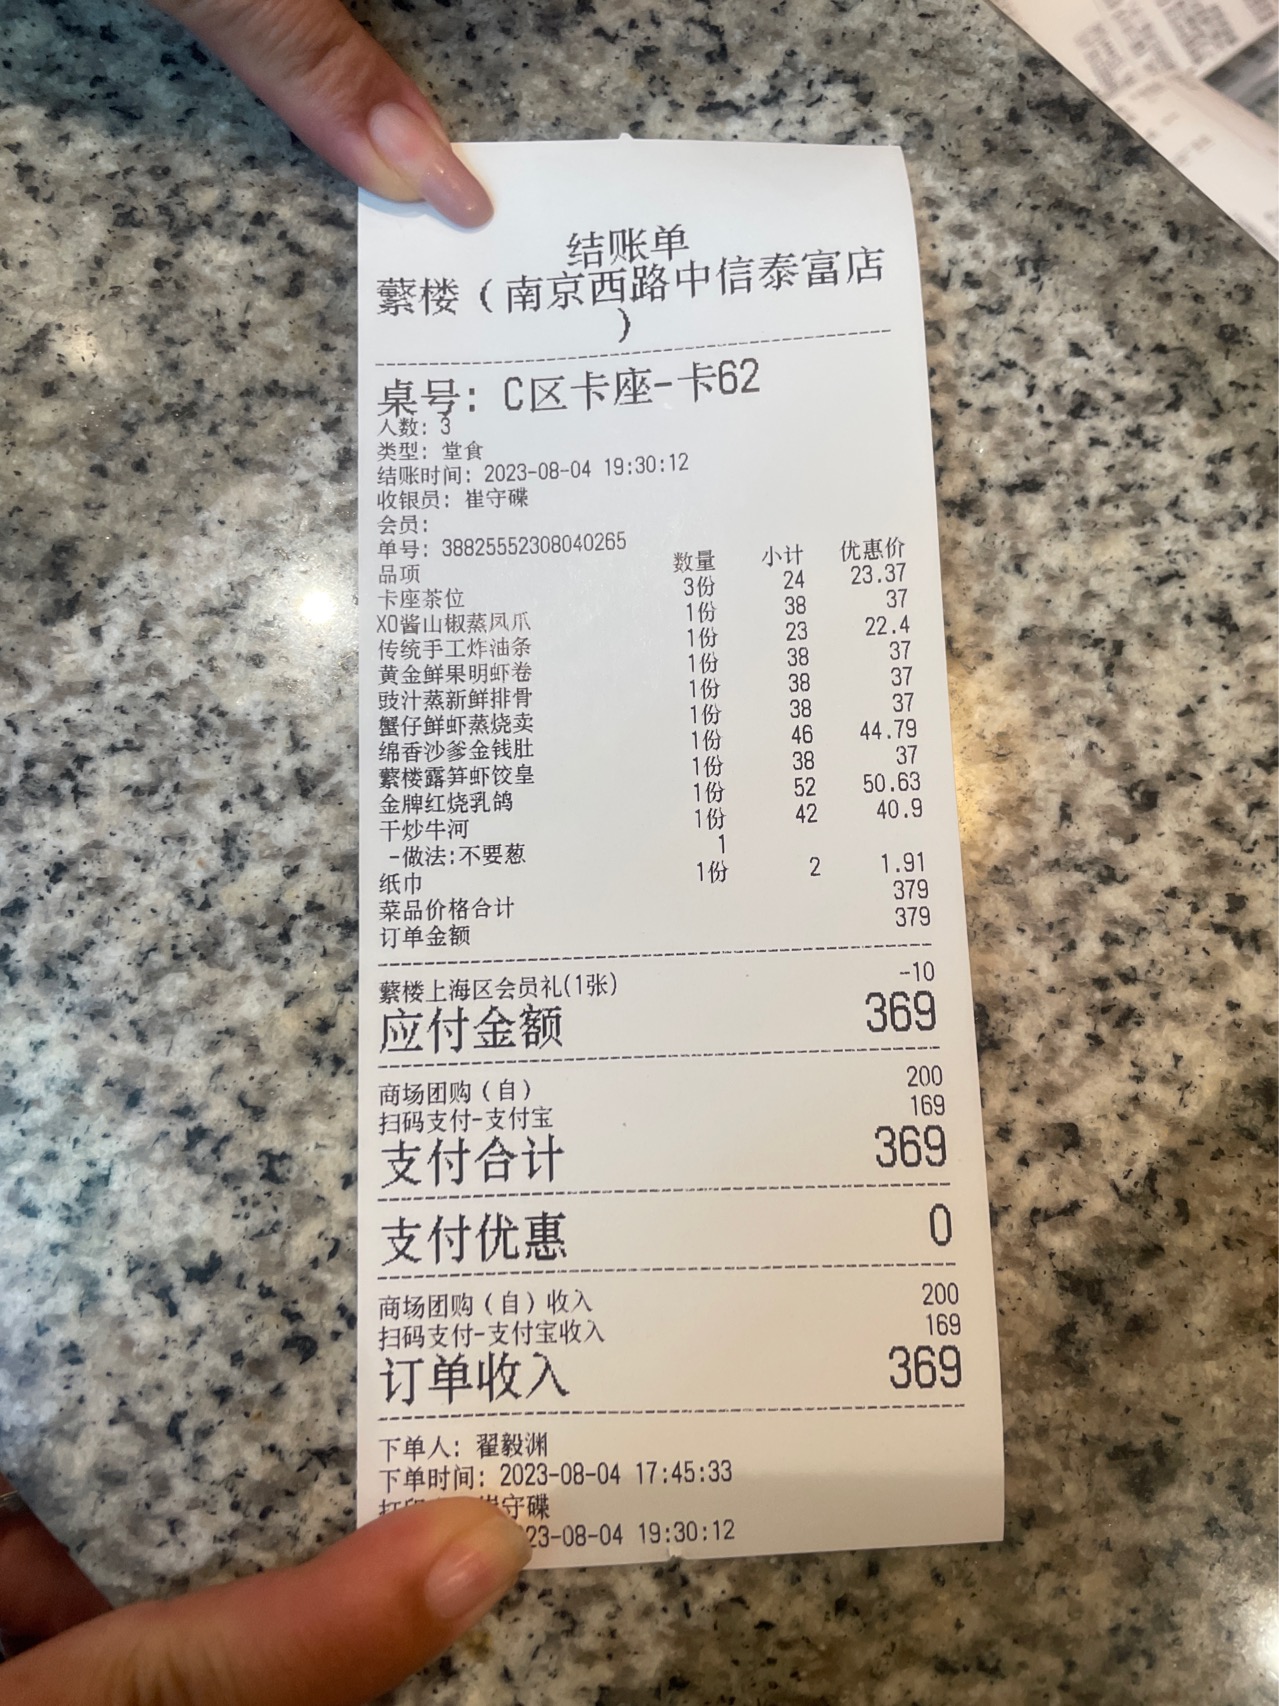 结账单
蘩楼（南京西路中信泰富店
）
桌号: C区卡座-卡62
人数: 3
类型: 堂食
结账时间: 2023-08-04 19:30:12
收银员: 崔守碟
会员:
单号: 38825552308040265
品项 数量 小计 优惠价
卡座茶位 3份 24 23.37
XO酱山椒蒸凤爪 1份 38 37
传统手工炸油条 1份 23 22.4
黄金鲜果明虾卷 1份 38 37
豉汁蒸新鲜排骨 1份 38 37
蟹仔鲜虾蒸烧卖 1份 38 37
绵香沙爹金钱肚 1份 46 44.79
蘩楼露笋虾饺皇 1份 38 37
金牌红烧乳鸽 1份 52 50.63
干炒牛河 1份 42 40.9
-做法:不要葱 1
纸巾 1份 2 1.91
菜品价格合计 379
订单金额 379
蘩楼上海区会员礼(1张) -10
应付金额 369
商场团购（自） 200
扫码支付-支付宝 169
支付合计 369
支付优惠 0
商场团购（自）收入 200
扫码支付-支付宝收入 169
订单收入 369
下单人: 翟毅渊
下单时间: 2023-08-04 17:45:33
守碟
23-08-04 19:30:12